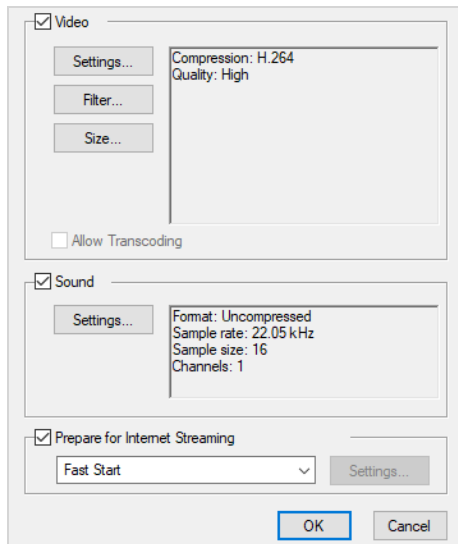 Video
Settings...
Compression: H.264
Quality: High
Filter...
Size...
Allow Transcoding
Sound
Settings...
Format: Uncompressed
Sample rate: 22.05 kHz
Sample size: 16
Channels: 1
Prepare for Internet Streaming
Fast Start
Settings...
OK
Cancel